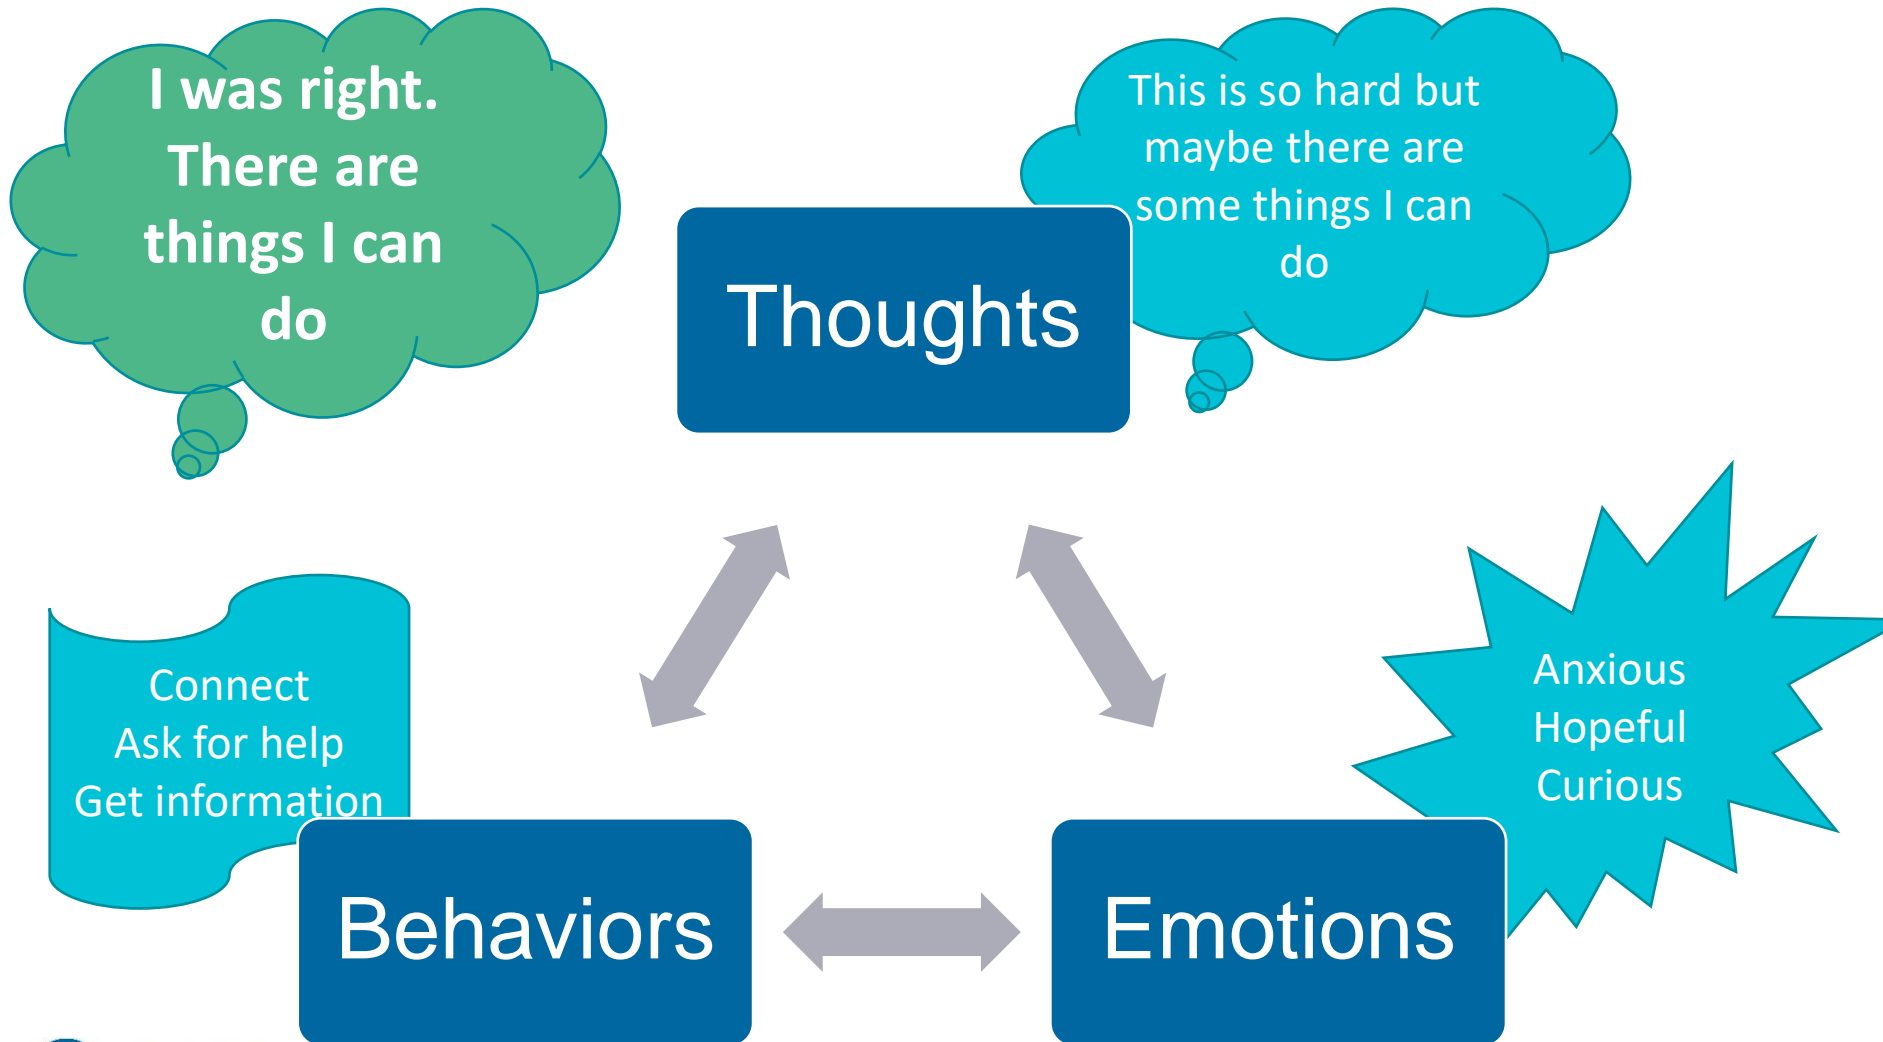 I was right.
There are
things I can
do
This is so hard but
maybe there are
some things I can
do
Thoughts
Connect
Ask for help
Get information
Anxious
Hopeful
Curious
Behaviors
Emotions